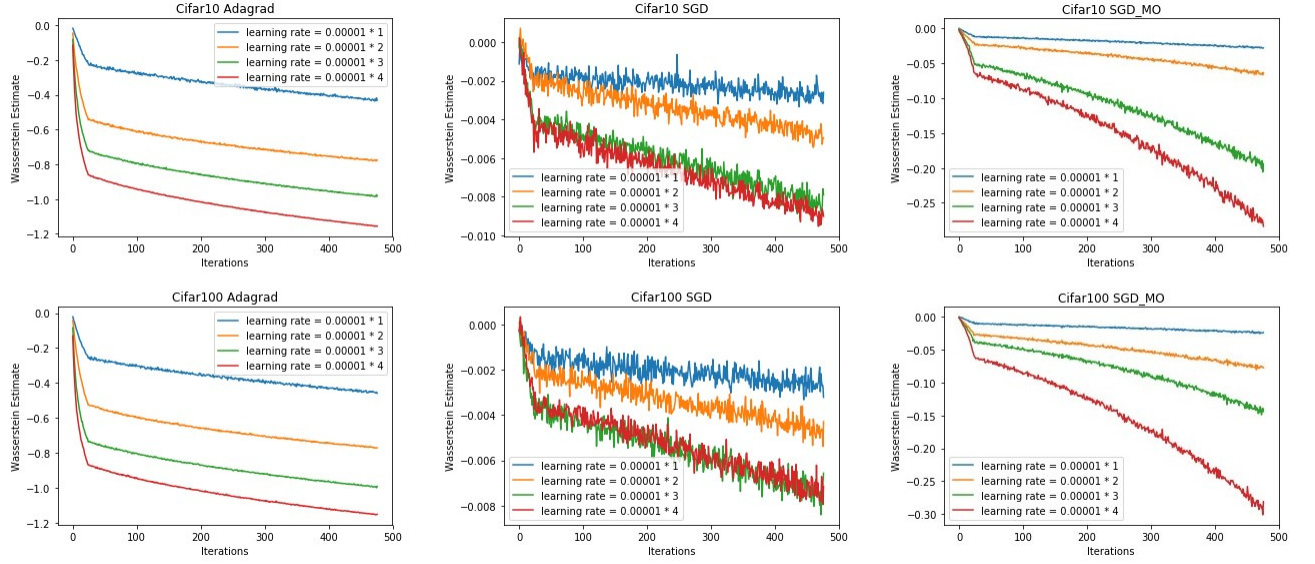 Cifar10 Adagrad
Wasserstein Estimate
0.0
−0.2
−0.4
−0.6
−0.8
−1.0
−1.2
learning rate = 0.00001 * 1
learning rate = 0.00001 * 2
learning rate = 0.00001 * 3
learning rate = 0.00001 * 4
0 100 200 300 400 500
Iterations
Cifar10 SGD
Wasserstein Estimate
0.000
−0.002
−0.004
−0.006
−0.008
−0.010
learning rate = 0.00001 * 1
learning rate = 0.00001 * 2
learning rate = 0.00001 * 3
learning rate = 0.00001 * 4
0 100 200 300 400 500
Iterations
Cifar10 SGD_MO
Wasserstein Estimate
0.00
−0.05
−0.10
−0.15
−0.20
−0.25
learning rate = 0.00001 * 1
learning rate = 0.00001 * 2
learning rate = 0.00001 * 3
learning rate = 0.00001 * 4
0 100 200 300 400 500
Iterations
Cifar100 Adagrad
Wasserstein Estimate
0.0
−0.2
−0.4
−0.6
−0.8
−1.0
−1.2
learning rate = 0.00001 * 1
learning rate = 0.00001 * 2
learning rate = 0.00001 * 3
learning rate = 0.00001 * 4
0 100 200 300 400 500
Iterations
Cifar100 SGD
Wasserstein Estimate
0.000
−0.002
−0.004
−0.006
−0.008
learning rate = 0.00001 * 1
learning rate = 0.00001 * 2
learning rate = 0.00001 * 3
learning rate = 0.00001 * 4
0 100 200 300 400 500
Iterations
Cifar100 SGD_MO
Wasserstein Estimate
0.00
−0.05
−0.10
−0.15
−0.20
−0.25
−0.30
learning rate = 0.00001 * 1
learning rate = 0.00001 * 2
learning rate = 0.00001 * 3
learning rate = 0.00001 * 4
0 100 200 300 400 500
Iterations